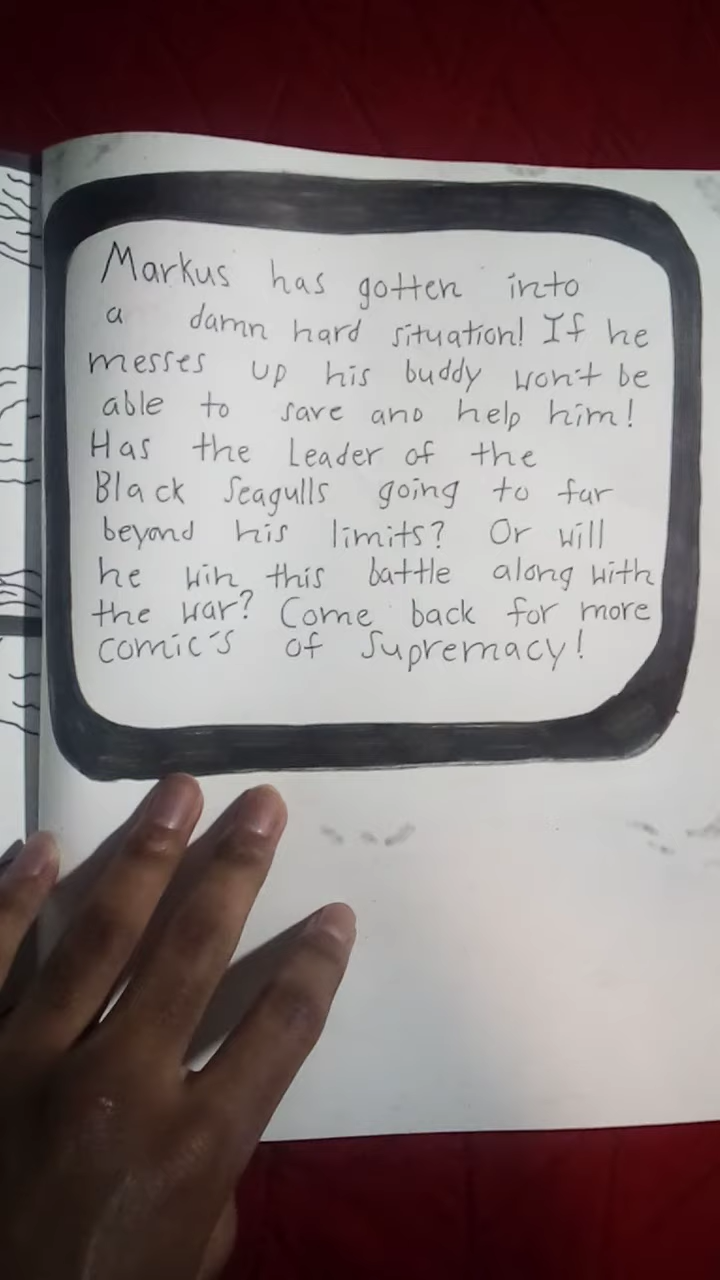 Markus has gotten into
a damn hard situation! If he
messes up his buddy won't be
able to save and help him!
Has the Leader of the
Black Seagulls going to far
beyond his limits? Or will
he win this battle along with
the war? Come back for more
comic's of Supremacy!